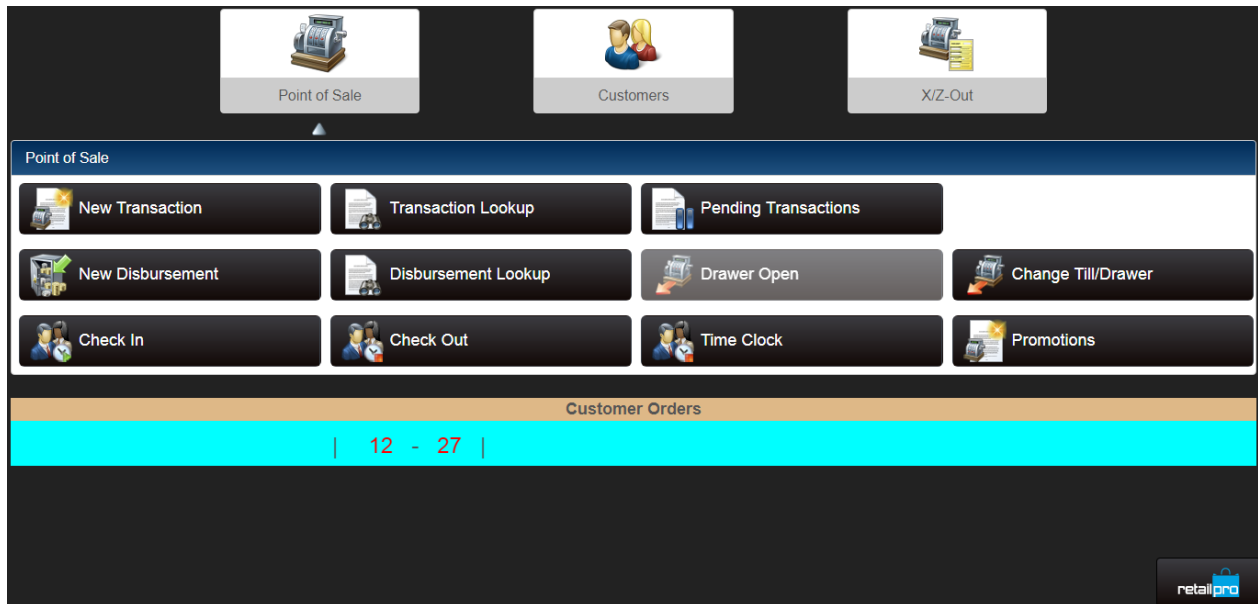 Point of Sale Customers X/Z-Out
Point of Sale
New Transaction Transaction Lookup Pending Transactions
New Disbursement Disbursement Lookup Drawer Open Change Till/Drawer
Check In Check Out Time Clock Promotions
Customer Orders
| 12 - 27 |
retailpro